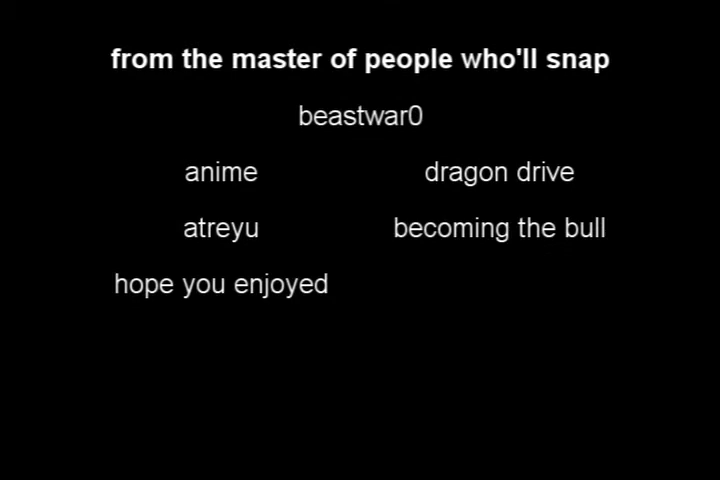 from the master of people who'll snap
beastwar0
anime dragon drive
atreyu becoming the bull
hope you enjoyed